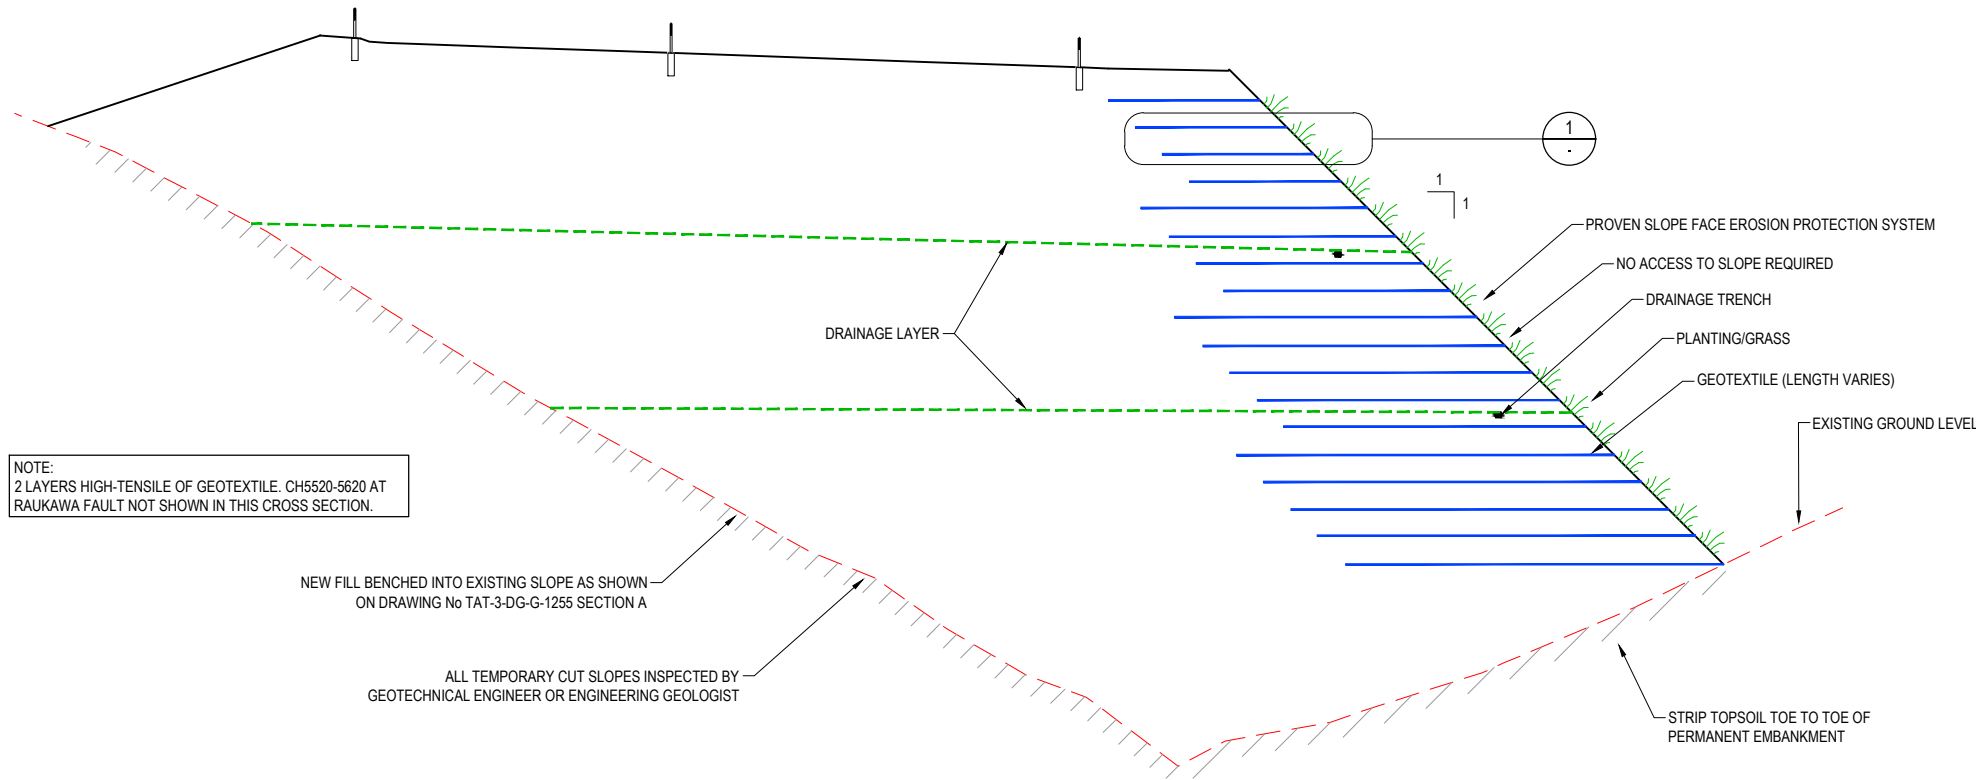 1
-
1
1
PROVEN SLOPE FACE EROSION PROTECTION SYSTEM
NO ACCESS TO SLOPE REQUIRED
DRAINAGE TRENCH
DRAINAGE LAYER
PLANTING/GRASS
GEOTEXTILE (LENGTH VARIES)
EXISTING GROUND LEVEL
NOTE:
2 LAYERS HIGH-TENSILE OF GEOTEXTILE. CH5520-5620 AT
RAUKAWA FAULT NOT SHOWN IN THIS CROSS SECTION.
NEW FILL BENCHED INTO EXISTING SLOPE AS SHOWN
ON DRAWING No TAT-3-DG-G-1255 SECTION A
ALL TEMPORARY CUT SLOPES INSPECTED BY
GEOTECHNICAL ENGINEER OR ENGINEERING GEOLOGIST
STRIP TOPSOIL TOE TO TOE OF
PERMANENT EMBANKMENT